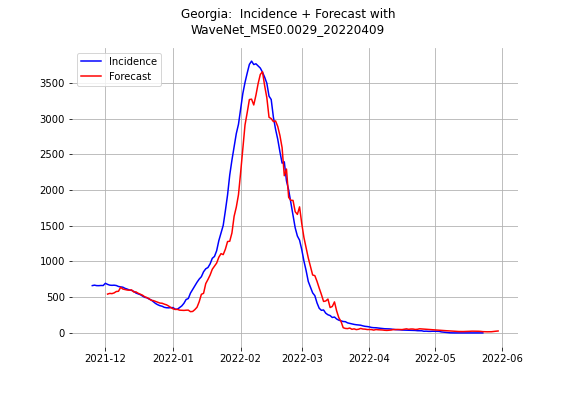 Georgia:  Incidence + Forecast with
WaveNet_MSE0.0029_20220409
Incidence
Forecast
3500
3000
2500
2000
1500
1000
500
0
2021-12 2022-01 2022-02 2022-03 2022-04 2022-05 2022-06